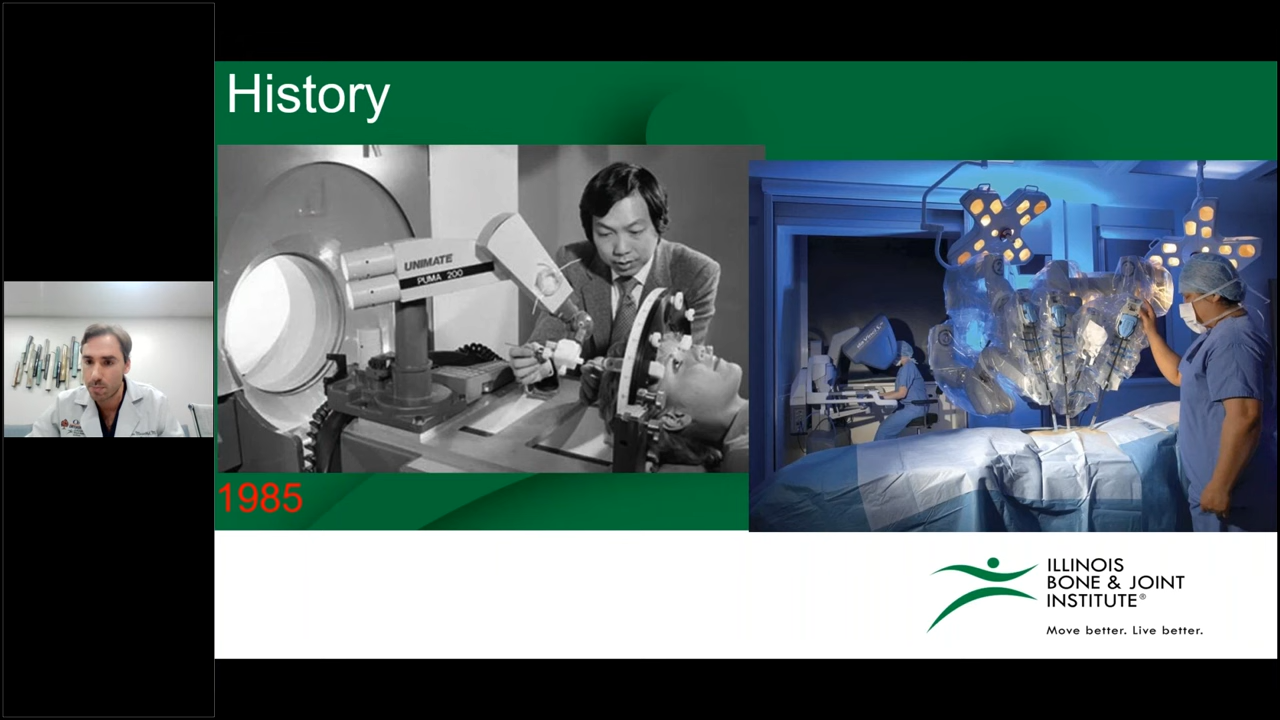 History
UNIMATE
PUMA 200
1985
ILLINOIS
BONE & JOINT
INSTITUTE®
Move better. Live better.